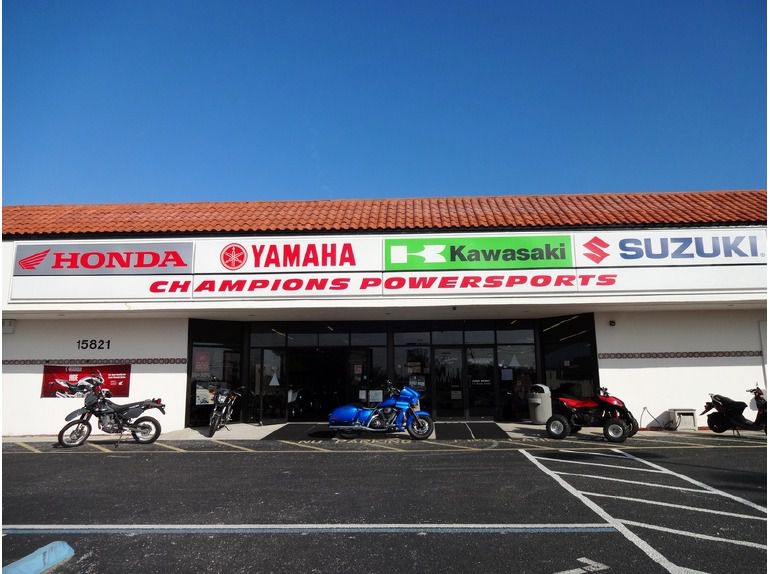 HONDA YAMAHA Kawasaki SUZUKI
CHAMPIONS POWERSPORTS
15821